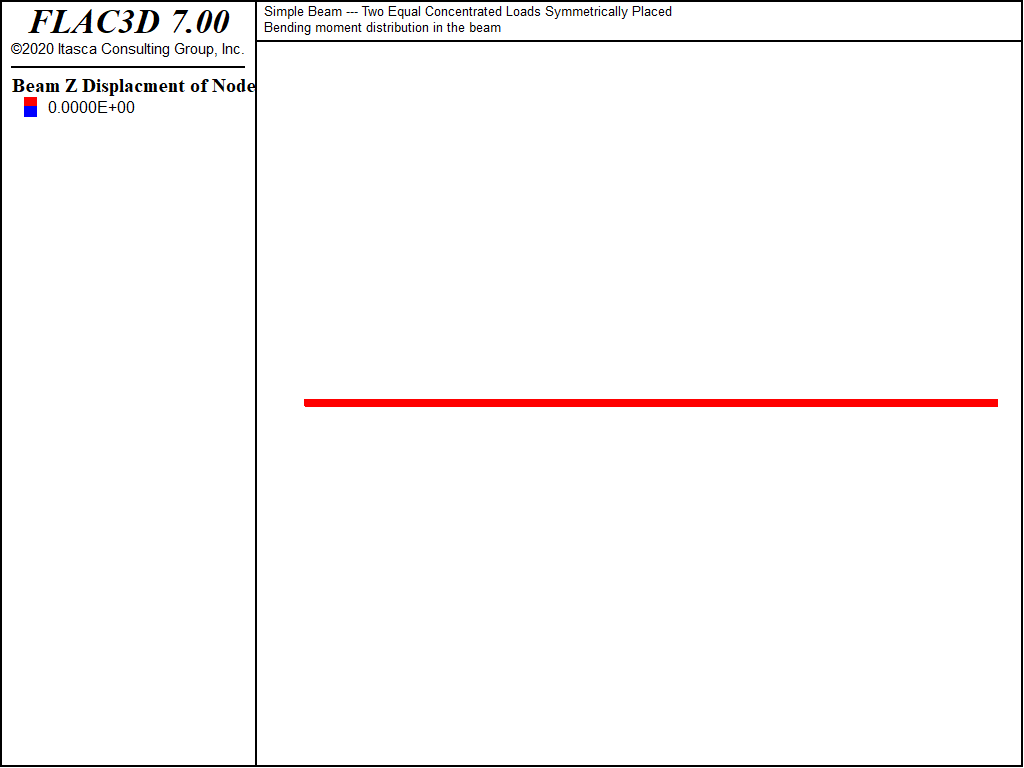 FLAC3D 7.00
©2020 Itasca Consulting Group, Inc.
Beam Z Displacment of Node
0.0000E+00
Simple Beam --- Two Equal Concentrated Loads Symmetrically Placed
Bending moment distribution in the beam